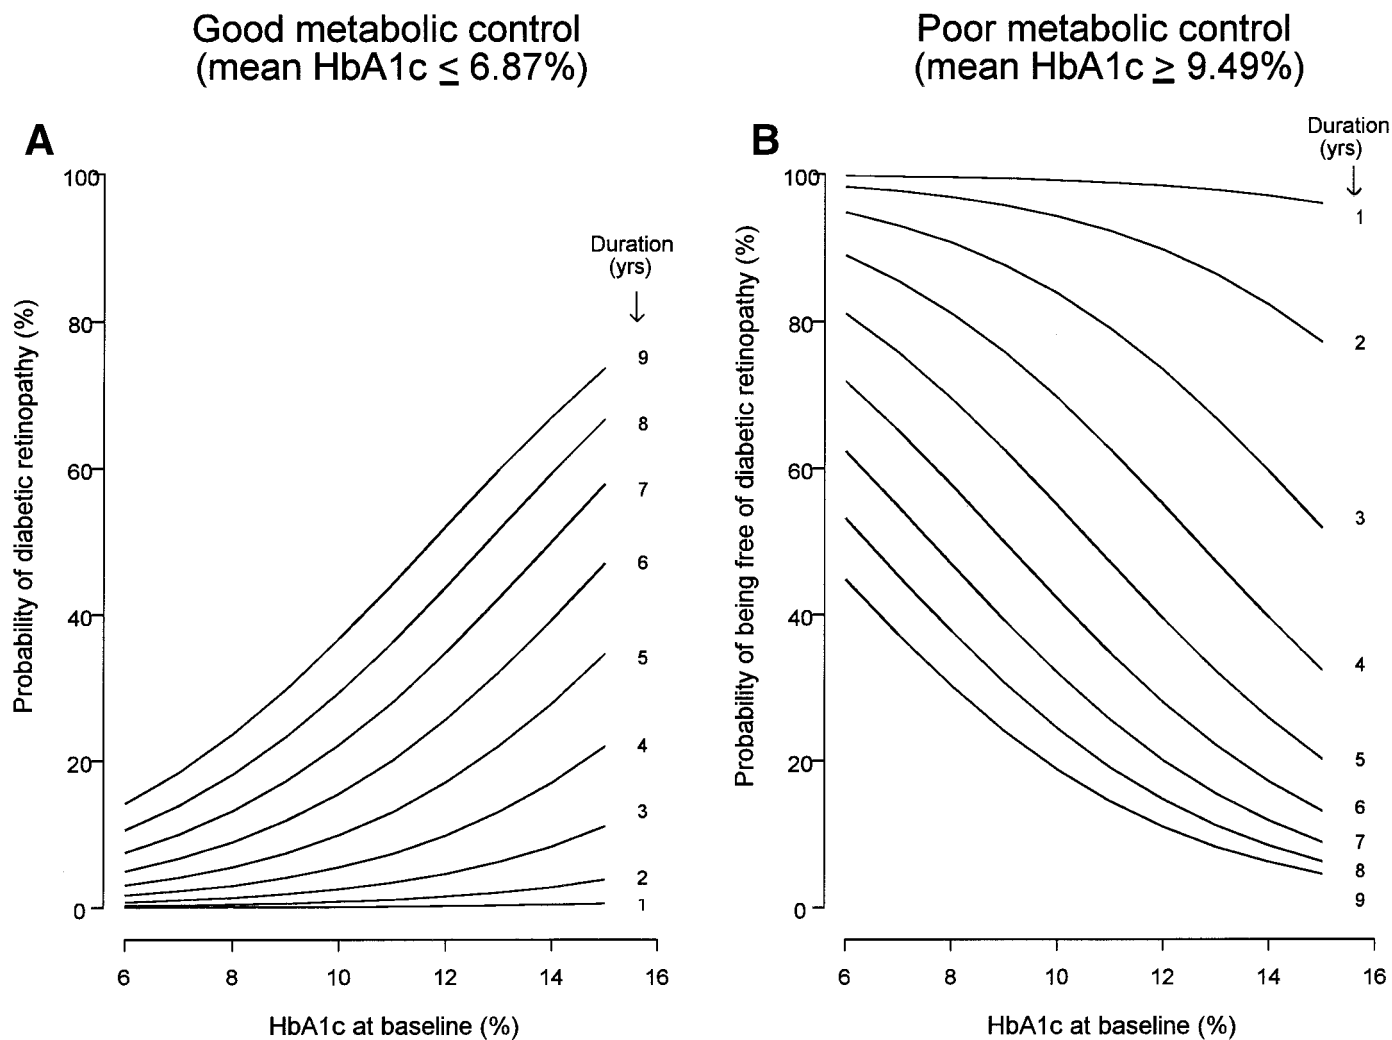 Good metabolic control
(mean HbA1c ≤ 6.87%)
Poor metabolic control
(mean HbA1c ≥ 9.49%)
A
Probability of diabetic retinopathy (%)
100
80
60
40
20
0
Duration
(yrs)
9
8
7
6
5
4
3
2
1
6 8 10 12 14 16
HbA1c at baseline (%)
B
Probability of being free of diabetic retinopathy (%)
100
80
60
40
20
0
Duration
(yrs)
1
2
3
4
5
6
7
8
9
6 8 10 12 14 16
HbA1c at baseline (%)